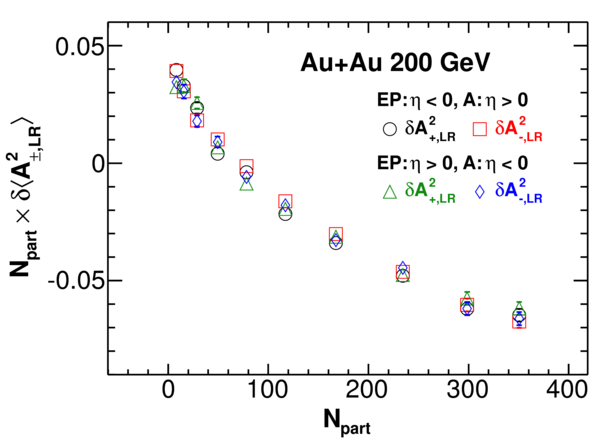 Au+Au 200 GeV
EP: η < 0, A: η > 0
δA²₊,LR δA²₋,LR
EP: η > 0, A: η < 0
δA²₊,LR δA²₋,LR
N_part × δ⟨A²±,LR⟩
0.05
0
-0.05
0 100 200 300 400
N_part